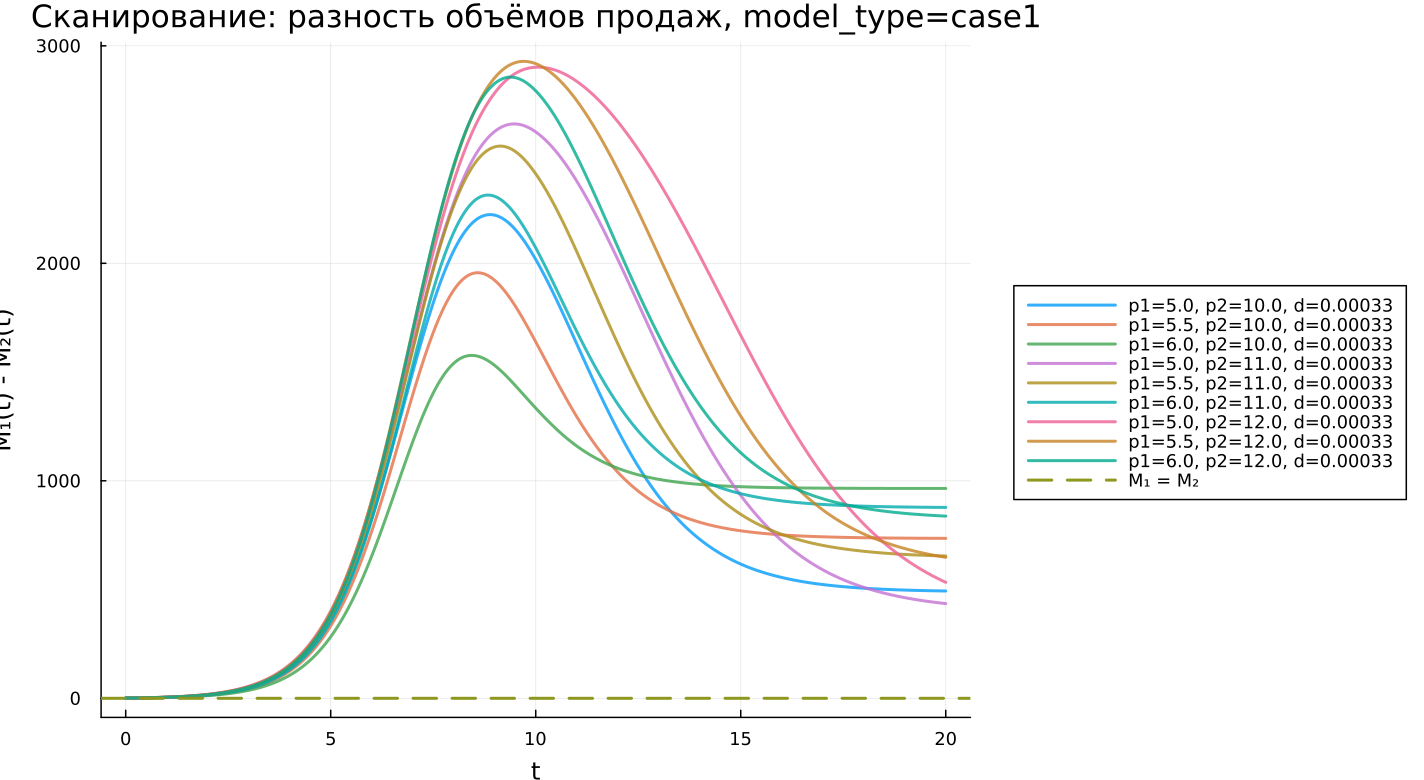 Сканирование: разность объёмов продаж, model_type=case1
3000
2000
1000
0
M₁(t) - M₂(t)
0 5 10 15 20
t
p1=5.0, p2=10.0, d=0.00033
p1=5.5, p2=10.0, d=0.00033
p1=6.0, p2=10.0, d=0.00033
p1=5.0, p2=11.0, d=0.00033
p1=5.5, p2=11.0, d=0.00033
p1=6.0, p2=11.0, d=0.00033
p1=5.0, p2=12.0, d=0.00033
p1=5.5, p2=12.0, d=0.00033
p1=6.0, p2=12.0, d=0.00033
M₁ = M₂